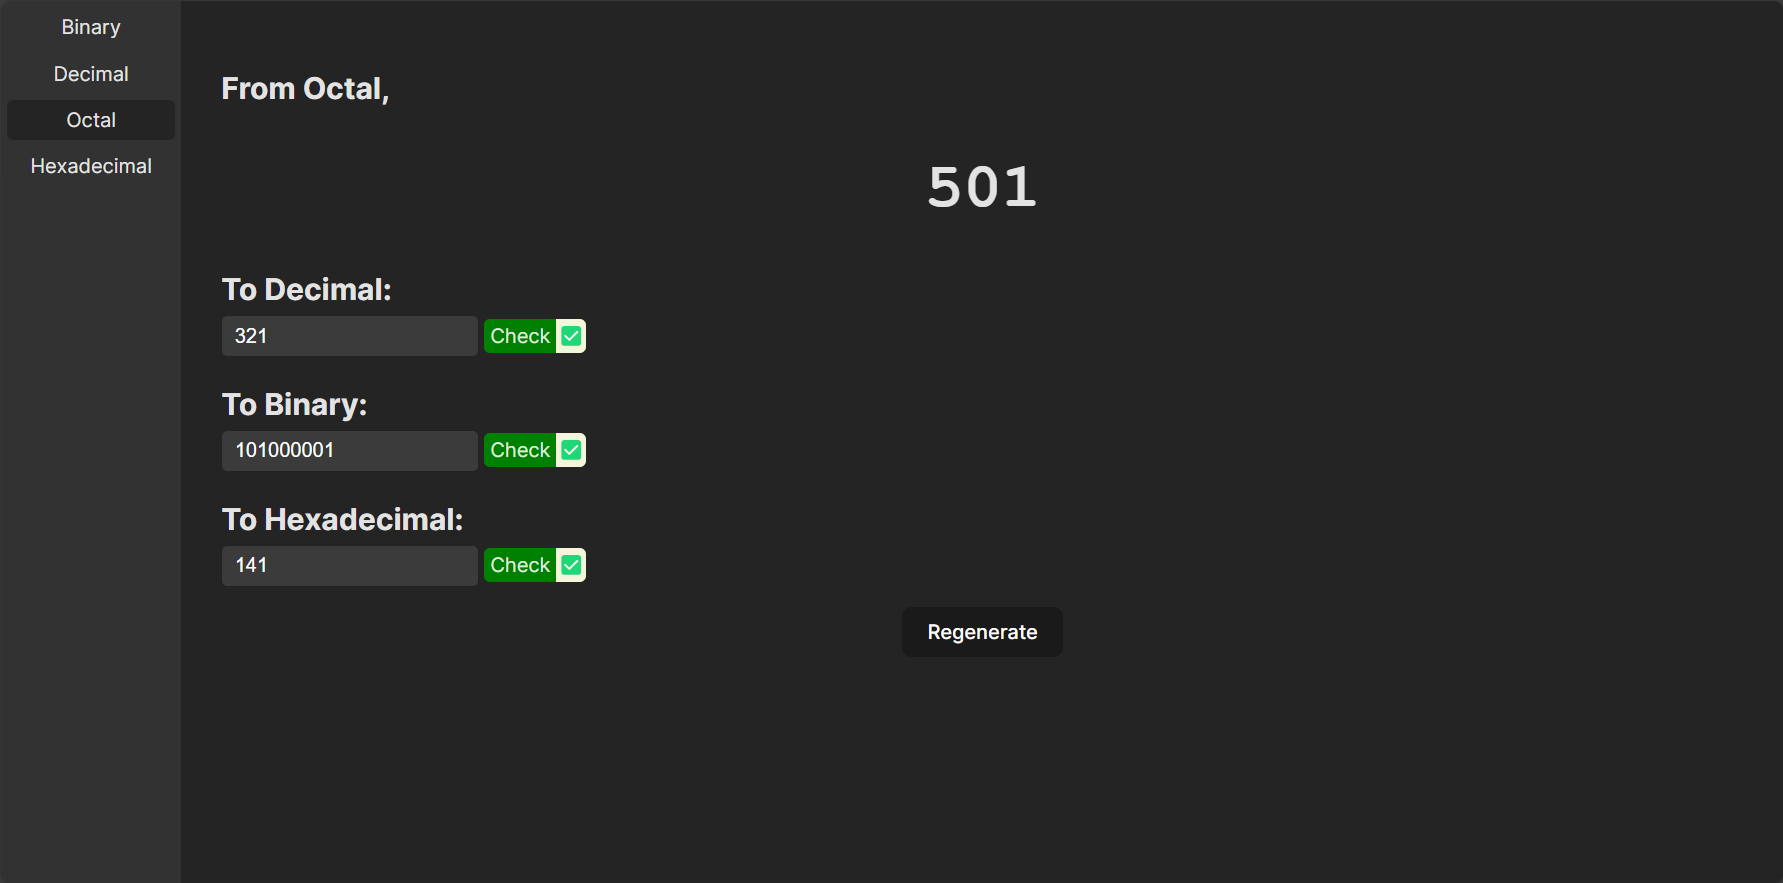 Binary
Decimal
Octal
Hexadecimal
From Octal,
501
To Decimal:
321 Check
To Binary:
101000001 Check
To Hexadecimal:
141 Check
Regenerate